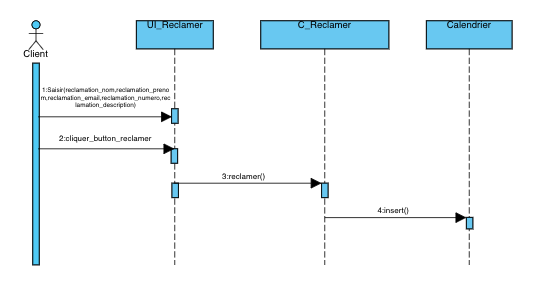 UI_Reclamer
C_Reclamer
Calendrier
Client
1:Saisir(reclamation_nom,reclamation_preno
m,reclamation_email,reclamation_numero,rec
lamation_description)
2:cliquer_button_reclamer
3:reclamer()
4:insert()